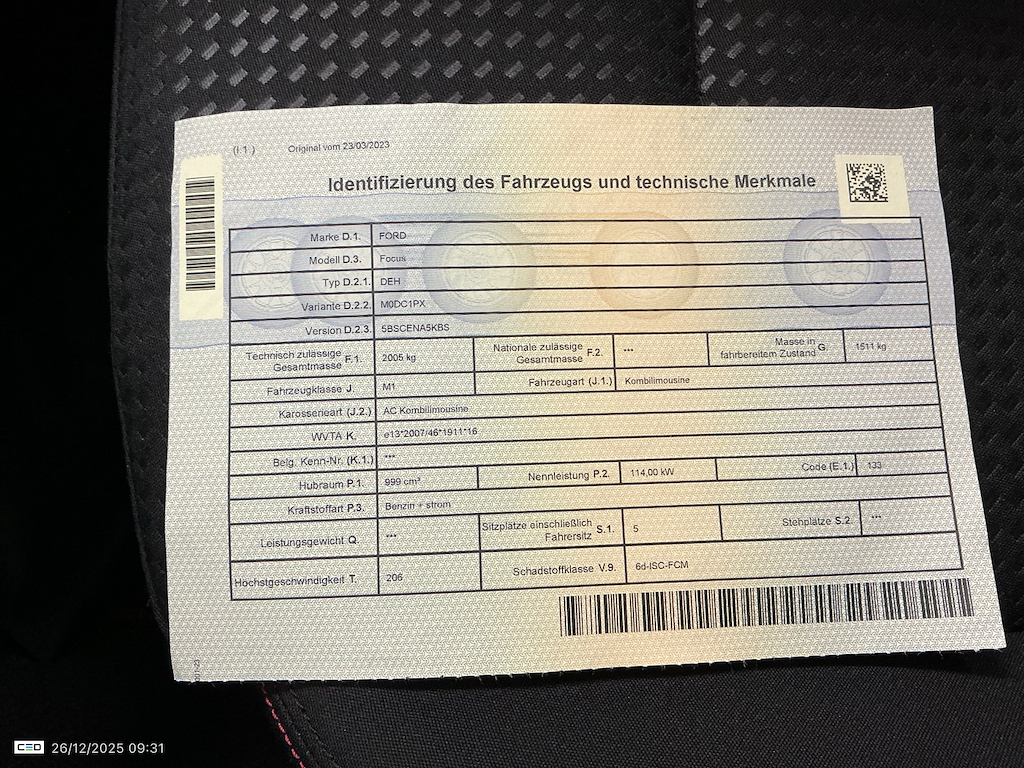 (I.1.) Original vom 23/03/2023
Identifizierung des Fahrzeugs und technische Merkmale
Marke D.1. FORD
Modell D.3. Focus
Typ D.2.1. DEH
Variante D.2.2. M0DC1PX
Version D.2.3. 5BSCENA5KBS
Technisch zulässige Gesamtmasse F.1. 2005 kg Nationale zulässige Gesamtmasse F.2. *** Masse in fahrbereitem Zustand G. 1511 kg
Fahrzeugklasse J. M1 Fahrzeugart (J.1.) Kombilimousine
Karosserieart (J.2.) AC Kombilimousine
WVTA K. e13*2007/46*1911*16
Belg. Kenn-Nr. (K.1.) ***
Hubraum P.1. 999 cm³ Nennleistung P.2. 114,00 kW Code (E.1.) 133
Kraftstoffart P.3. Benzin + strom
Leistungsgewicht Q *** Sitzplätze einschließlich Fahrersitz S.1. 5 Stehplätze S.2. ***
Höchstgeschwindigkeit T. 206 Schadstoffklasse V.9. 6d-ISC-FCM
CEO 26/12/2025 09:31